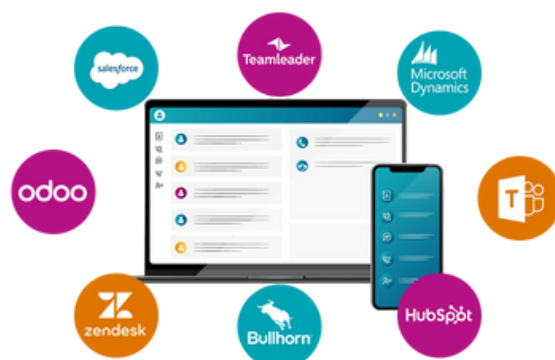 salesforce
Teamleader
Microsoft
Dynamics
odoo
T
zendesk
Bullhorn
HubSpot